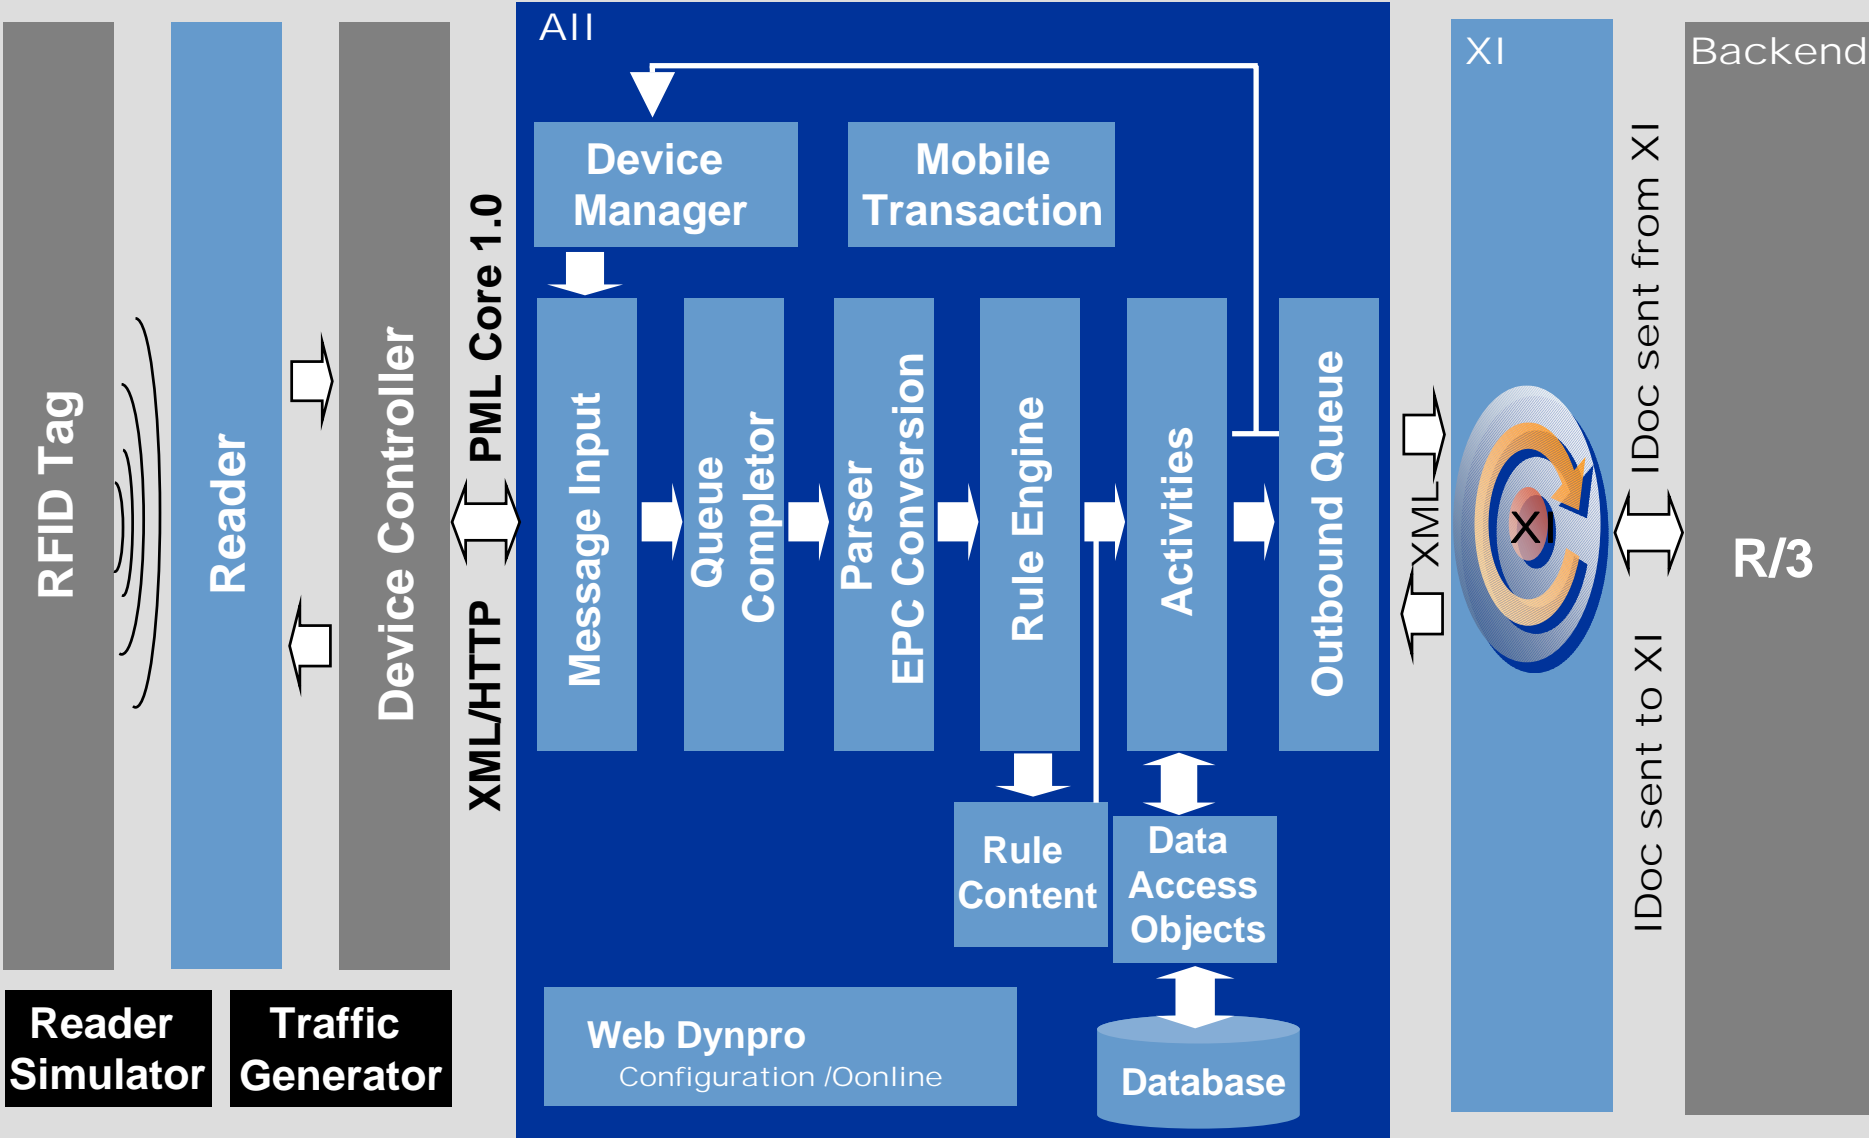 AII
XI
Backend
Device
Manager
Mobile
Transaction
RFID Tag
Reader
Device Controller
XML/HTTP
PML Core 1.0
Message Input
Queue
Completor
Parser
EPC Conversion
Rule Engine
Activities
Outbound Queue
XML
XI
IDoc sent from XI
IDoc sent to XI
R/3
Rule
Content
Data
Access
Objects
Reader
Simulator
Traffic
Generator
Web Dynpro
Configuration /Oonline
Database